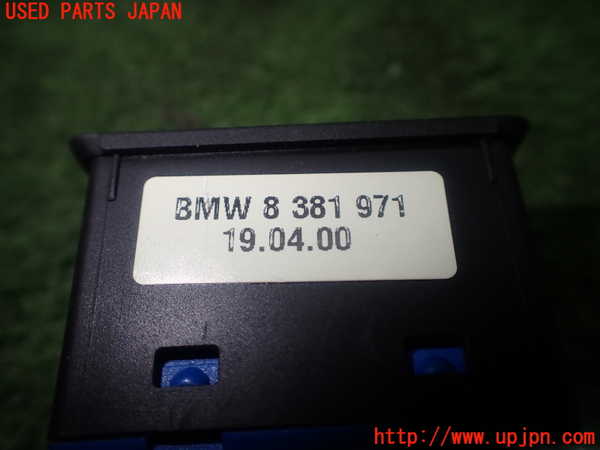 USED PARTS JAPAN
BMW 8 381 971
19.04.00
http://www.upjpn.com/